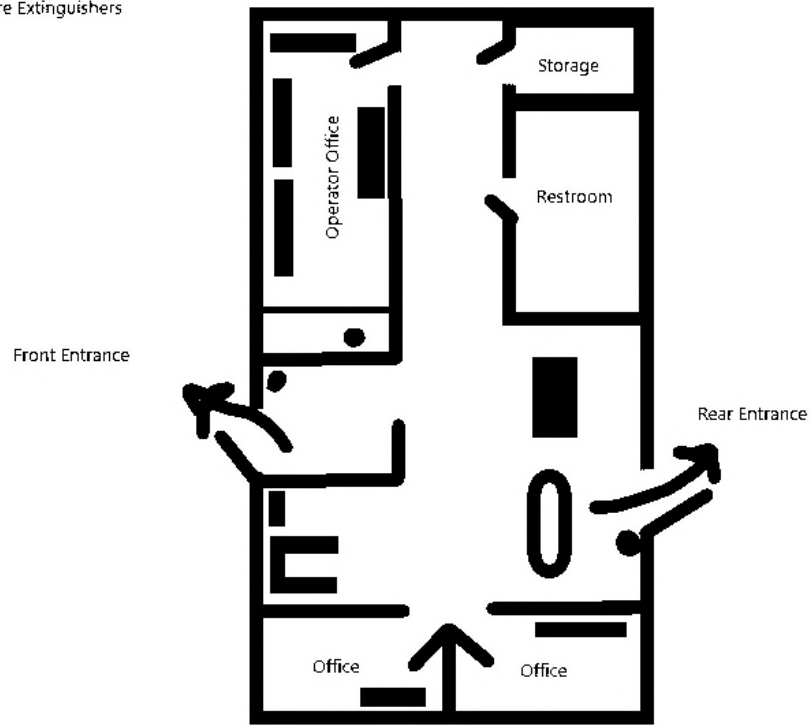 re Extinguishers
Storage
Operator Office
Restroom
Front Entrance
Rear Entrance
Office
Office